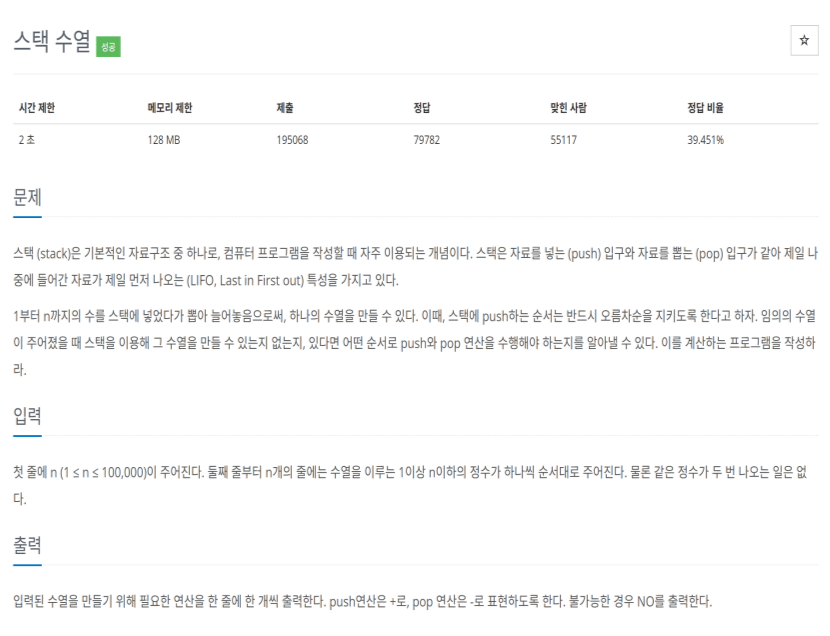 스택 수열 성공
☆
시간 제한 메모리 제한 제출 정답 맞힌 사람 정답 비율
2 초 128 MB 195068 79782 55117 39.451%
문제
스택 (stack)은 기본적인 자료구조 중 하나로, 컴퓨터 프로그램을 작성할 때 자주 이용되는 개념이다. 스택은 자료를 넣는 (push) 입구와 자료를 뽑는 (pop) 입구가 같아 제일 나
중에 들어간 자료가 제일 먼저 나오는 (LIFO, Last in First out) 특성을 가지고 있다.
1부터 n까지의 수를 스택에 넣었다가 뽑아 늘어놓음으로써, 하나의 수열을 만들 수 있다. 이때, 스택에 push하는 순서는 반드시 오름차순을 지키도록 한다고 하자. 임의의 수열
이 주어졌을 때 스택을 이용해 그 수열을 만들 수 있는지 없는지, 있다면 어떤 순서로 push와 pop 연산을 수행해야 하는지를 알아낼 수 있다. 이를 계산하는 프로그램을 작성하
라.
입력
첫 줄에 n (1 ≤ n ≤ 100,000)이 주어진다. 둘째 줄부터 n개의 줄에는 수열을 이루는 1이상 n이하의 정수가 하나씩 순서대로 주어진다. 물론 같은 정수가 두 번 나오는 일은 없
다.
출력
입력된 수열을 만들기 위해 필요한 연산을 한 줄에 한 개씩 출력한다. push연산은 +로, pop 연산은 -로 표현하도록 한다. 불가능한 경우 NO를 출력한다.